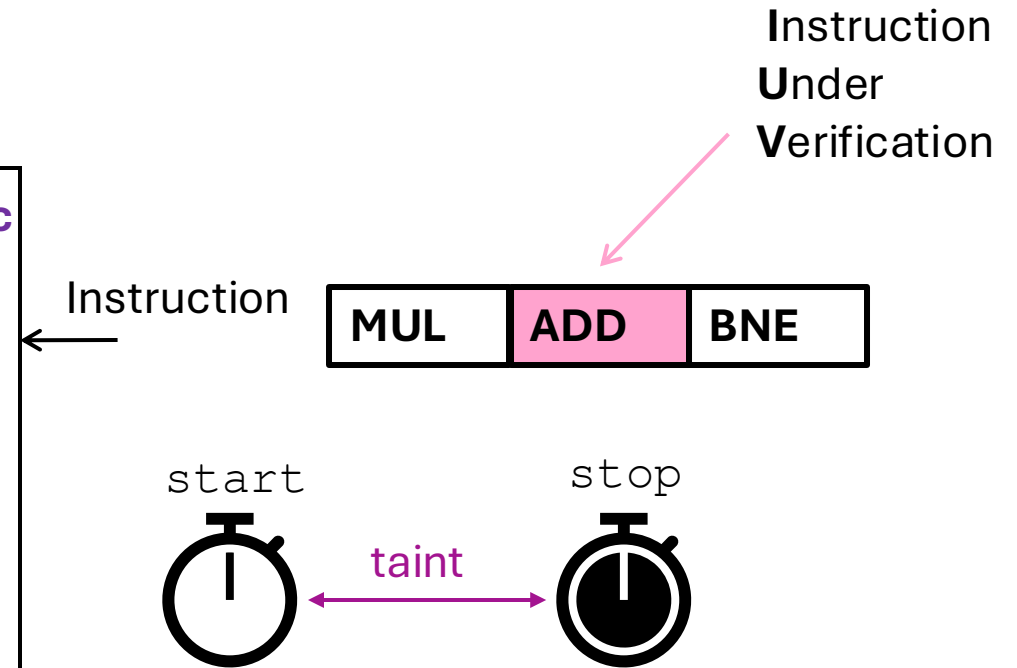 Instruction
Under
Verification
c
Instruction
MUL ADD BNE
start
stop
taint